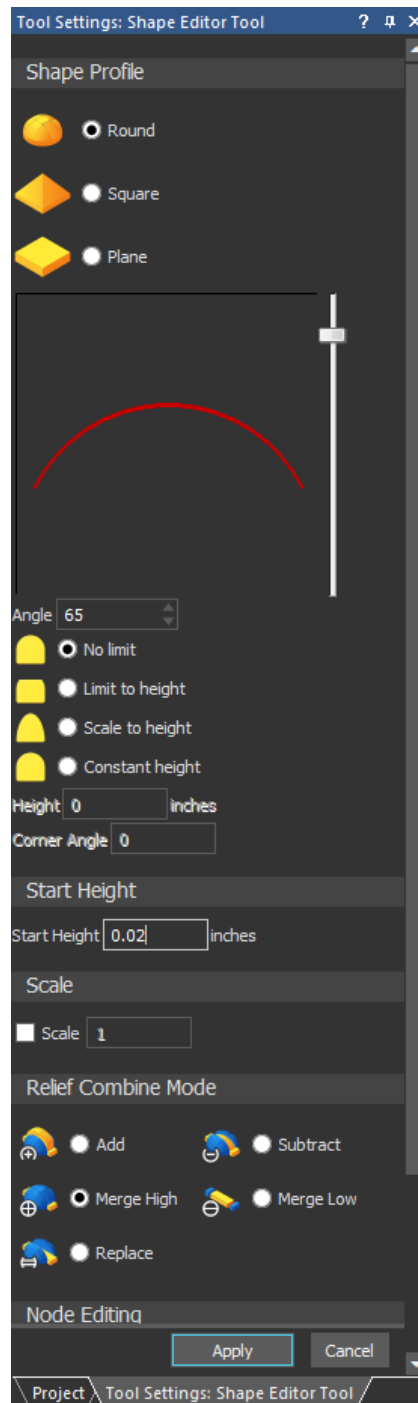 Tool Settings: Shape Editor Tool
Shape Profile
Round
Square
Plane
Angle 65
No limit
Limit to height
Scale to height
Constant height
Height 0 inches
Corner Angle 0
Start Height
Start Height 0.02 inches
Scale
Scale 1
Relief Combine Mode
Add Subtract
Merge High Merge Low
Replace
Node Editing
Apply Cancel
Project Tool Settings: Shape Editor Tool